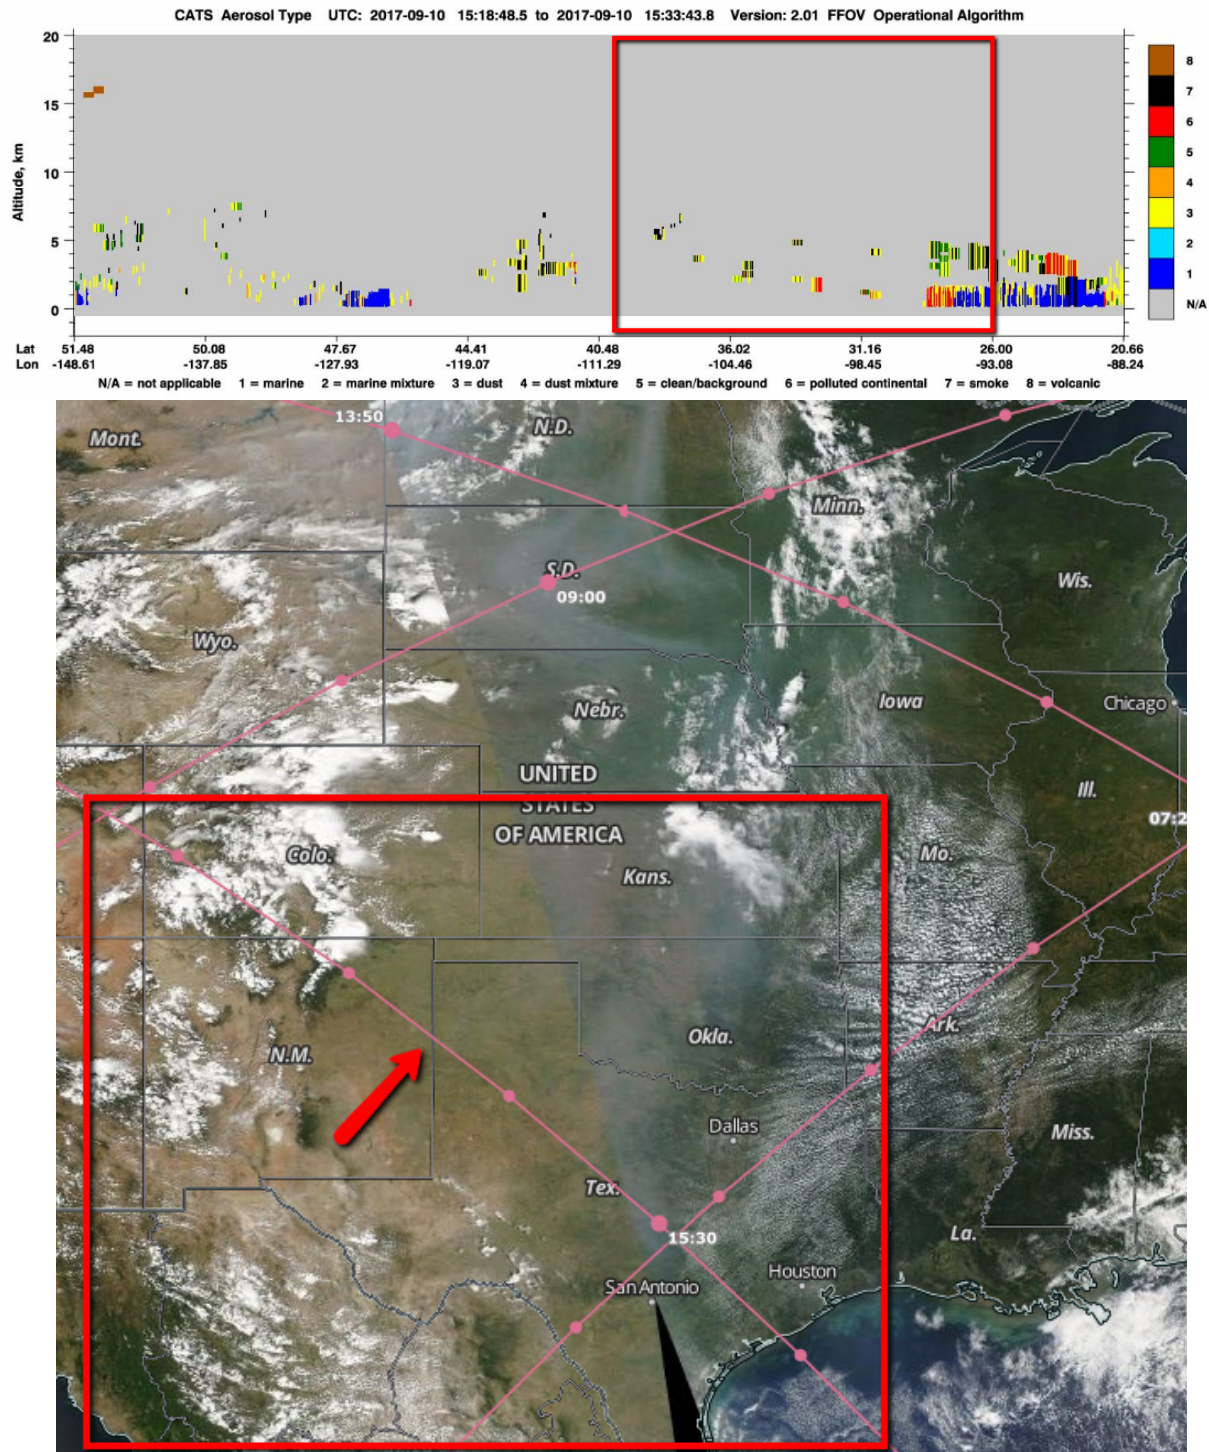 CATS Aerosol Type UTC: 2017-09-10 15:18:48.5 to 2017-09-10 15:33:43.8 Version: 2.01 FFOV Operational Algorithm
20
15
10
5
0
Altitude, km
8
7
6
5
4
3
2
1
N/A
Lat 51.48 50.08 47.67 44.41 40.48 36.02 31.16 26.00 20.66
Lon -148.61 -137.85 -127.93 -119.07 -111.29 -104.46 -98.45 -93.08 -88.24
N/A = not applicable 1 = marine 2 = marine mixture 3 = dust 4 = dust mixture 5 = clean/background 6 = polluted continental 7 = smoke 8 = volcanic
13:50
Mont.
N.D.
Minn.
S.D.
09:00
Wis.
Wyo.
Nebr.
Iowa
Chicago
UNITED
STATES
OF AMERICA
Ill.
07:2
Colo.
Kans.
Mo.
N.M.
Okla.
Ark.
Dallas
Miss.
Tex.
15:30
La.
San Antonio
Houston